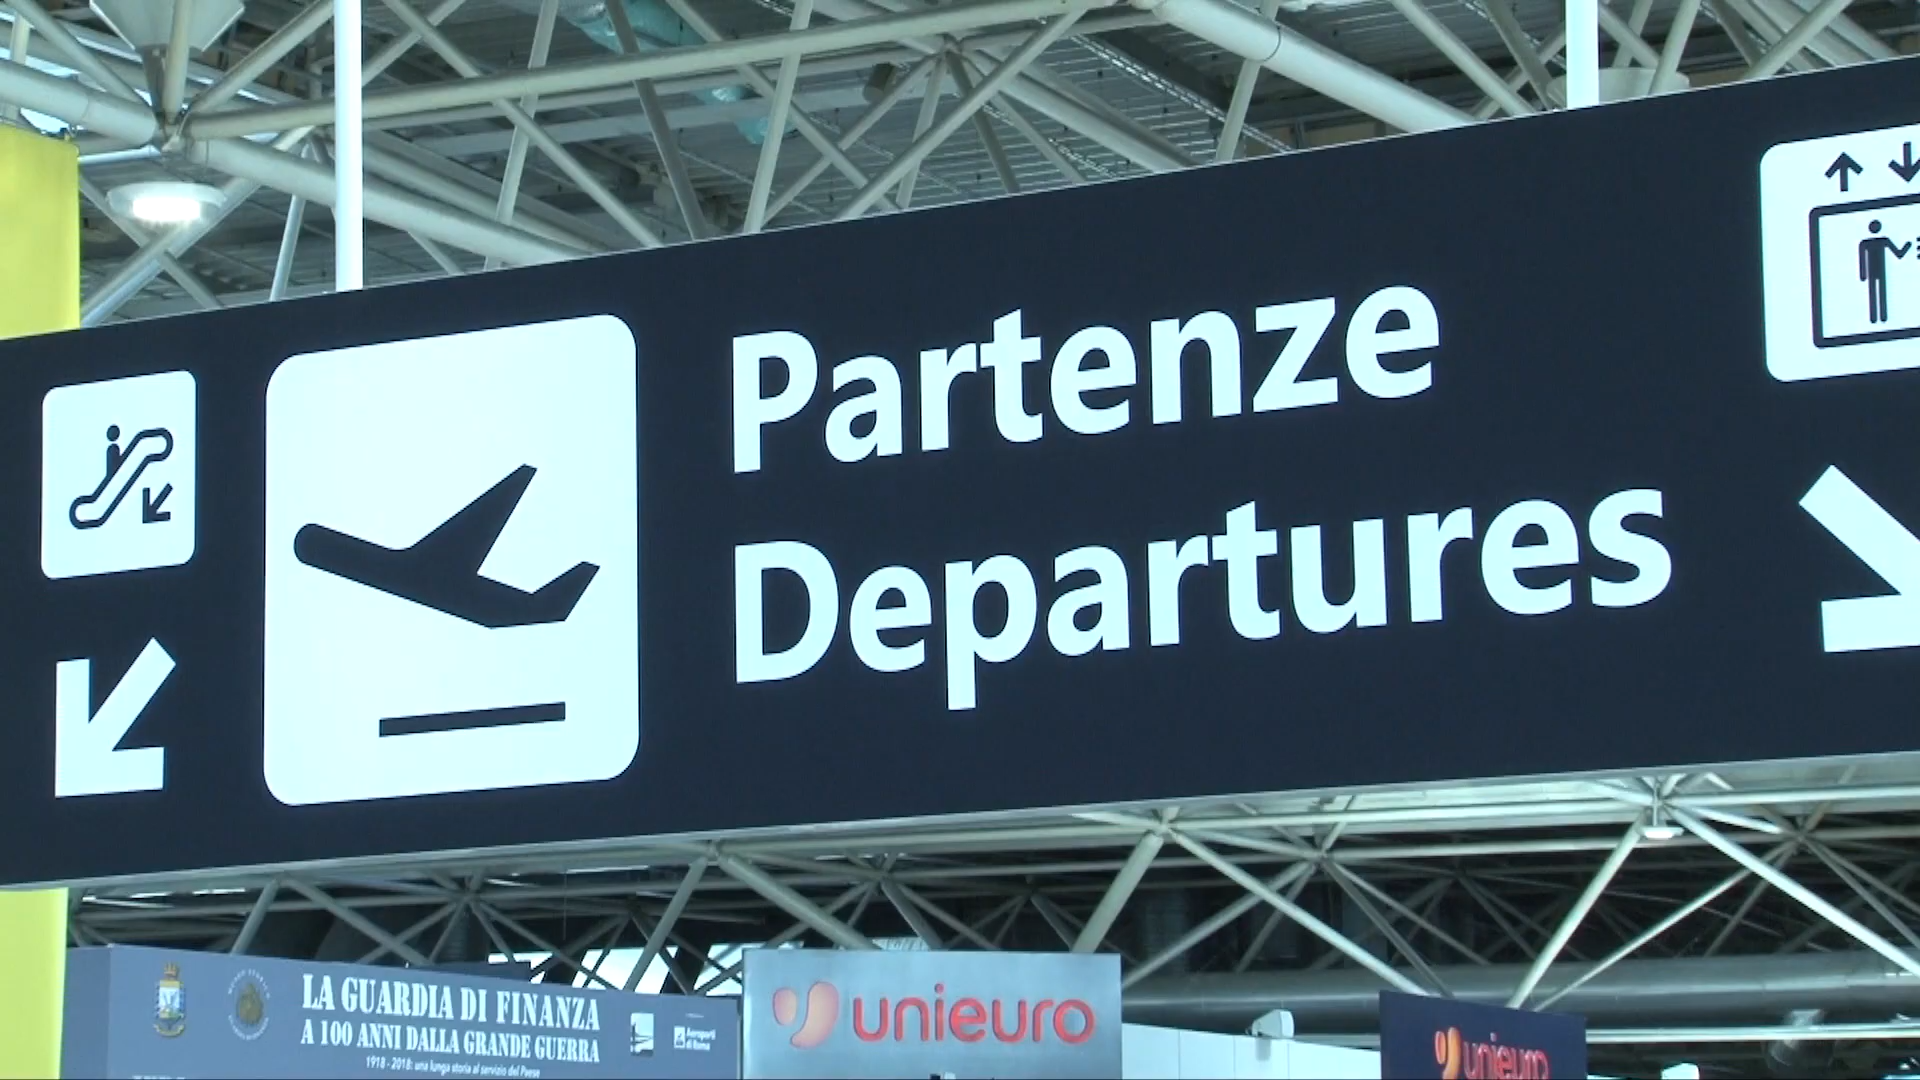 Partenze
Departures
LA GUARDIA DI FINANZA
A 100 ANNI DALLA GRANDE GUERRA
1918 - 2018: una lunga storia al servizio del Paese
Aeroporti
di Roma
unieuro
unieuro